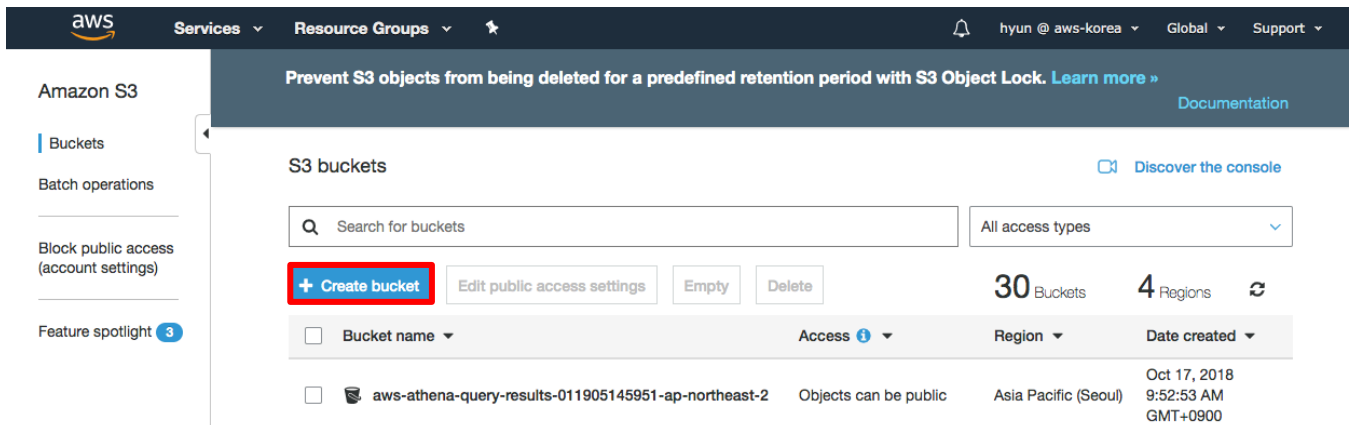 aws Services Resource Groups hyun @ aws-korea Global Support
Amazon S3
Buckets
Batch operations
Block public access
(account settings)
Feature spotlight 3
Prevent S3 objects from being deleted for a predefined retention period with S3 Object Lock. Learn more »
Documentation
S3 buckets
Discover the console
Search for buckets
All access types
+ Create bucket Edit public access settings Empty Delete
30 Buckets 4 Regions
Bucket name Access Region Date created
aws-athena-query-results-011905145951-ap-northeast-2 Objects can be public Asia Pacific (Seoul) Oct 17, 2018
9:52:53 AM
GMT+0900